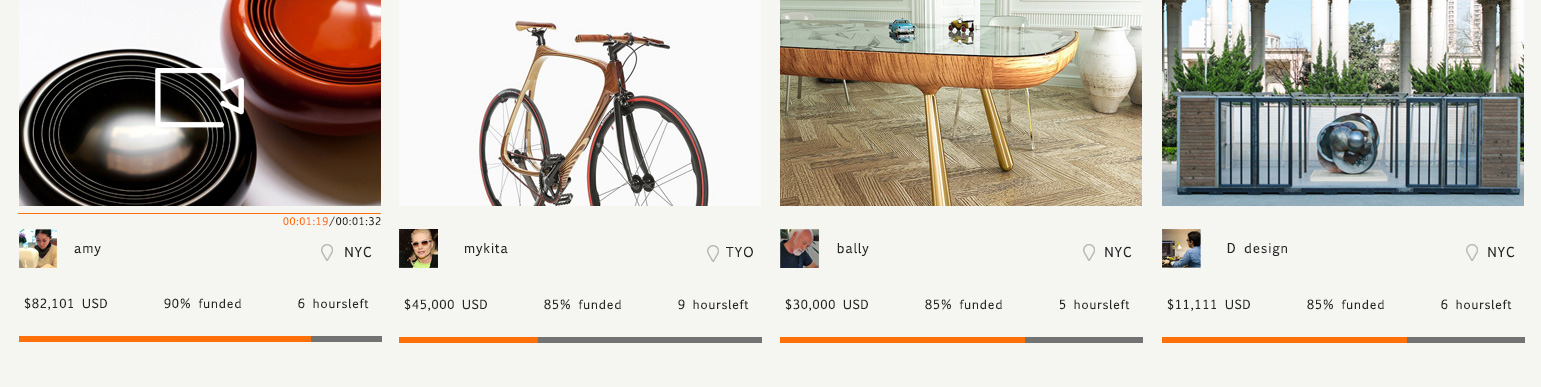 00:01:19/00:01:32
amy NYC
mykita TYO
bally NYC
D design NYC
$82,101 USD 90% funded 6 hoursleft
$45,000 USD 85% funded 9 hoursleft
$30,000 USD 85% funded 5 hoursleft
$11,111 USD 85% funded 6 hoursleft